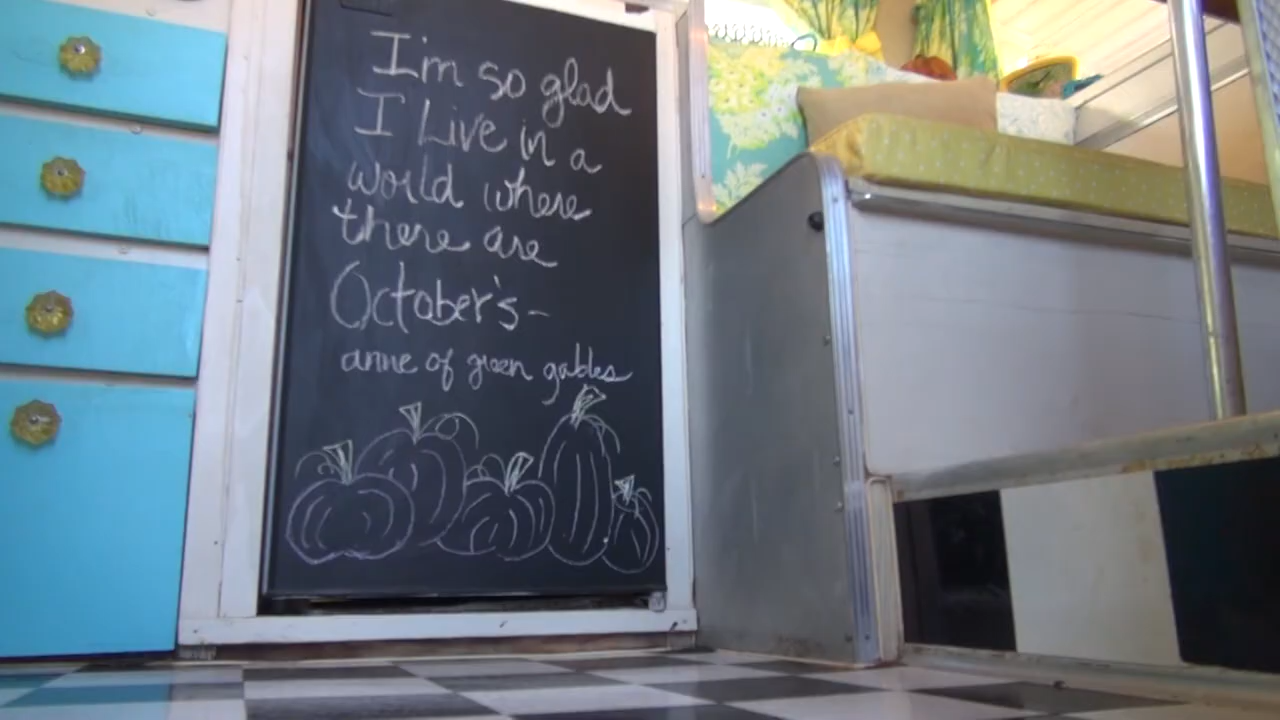 I'm so glad
I Live in a
world where
there are
October's-
anne of green gables